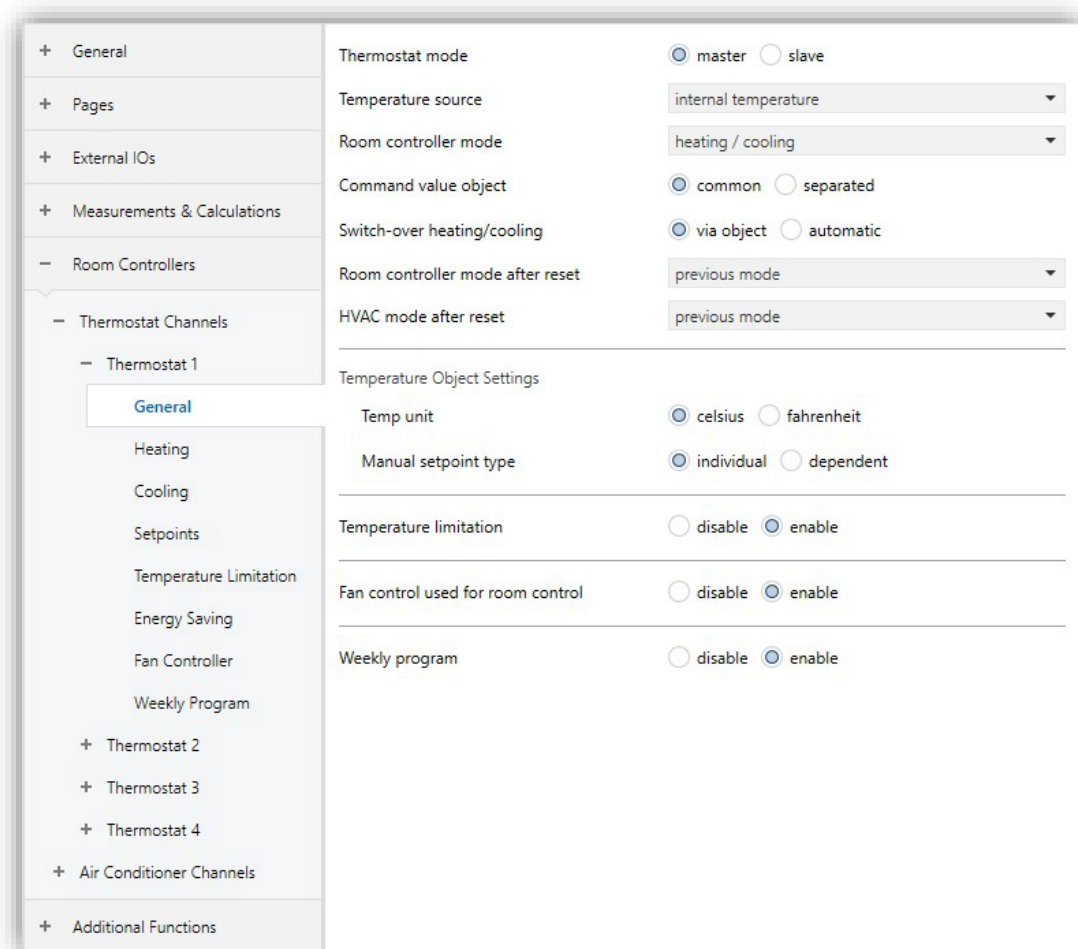 General
Pages
External IOs
Measurements & Calculations
Room Controllers
Thermostat Channels
Thermostat 1
General
Heating
Cooling
Setpoints
Temperature Limitation
Energy Saving
Fan Controller
Weekly Program
Thermostat 2
Thermostat 3
Thermostat 4
Air Conditioner Channels
Additional Functions
Thermostat mode master slave
Temperature source internal temperature
Room controller mode heating / cooling
Command value object common separated
Switch-over heating/cooling via object automatic
Room controller mode after reset previous mode
HVAC mode after reset previous mode
Temperature Object Settings
Temp unit celsius fahrenheit
Manual setpoint type individual dependent
Temperature limitation disable enable
Fan control used for room control disable enable
Weekly program disable enable